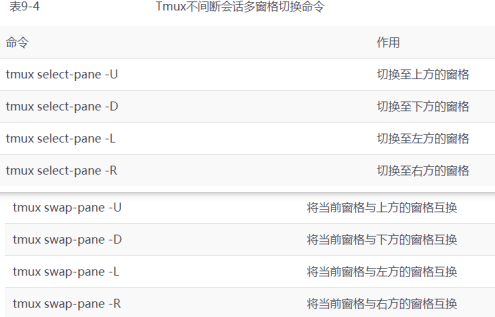 表9-4 Tmux不间断会话多窗格切换命令
命令 作用
tmux select-pane -U 切换至上方的窗格
tmux select-pane -D 切换至下方的窗格
tmux select-pane -L 切换至左方的窗格
tmux select-pane -R 切换至右方的窗格
tmux swap-pane -U 将当前窗格与上方的窗格互换
tmux swap-pane -D 将当前窗格与下方的窗格互换
tmux swap-pane -L 将当前窗格与左方的窗格互换
tmux swap-pane -R 将当前窗格与右方的窗格互换